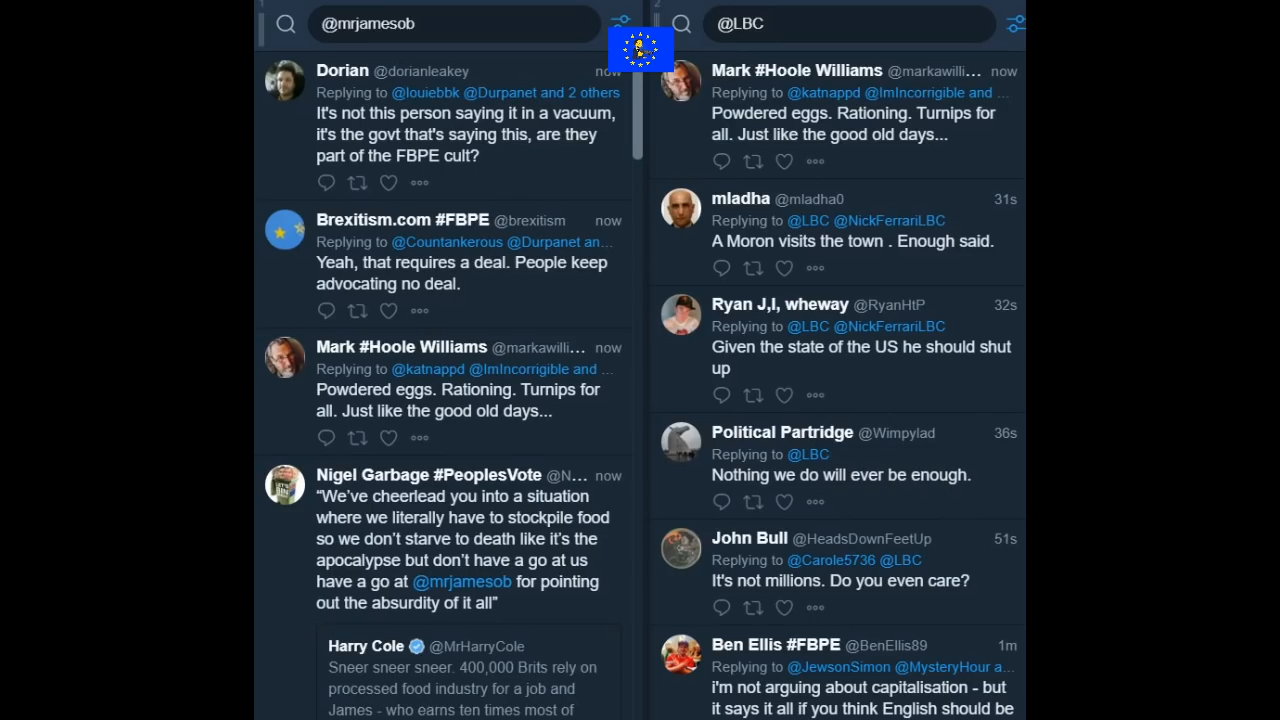 1
@mrjamesob
Dorian @dorianleakey now
Replying to @louiebbk @Durpanet and 2 others
It's not this person saying it in a vacuum,
it's the govt that's saying this, are they
part of the FBPE cult?
Brexitism.com #FBPE @brexitism now
Replying to @Countankerous @Durpanet an...
Yeah, that requires a deal. People keep
advocating no deal.
Mark #Hoole Williams @markawilli... now
Replying to @katnappd @ImIncorrigible and ...
Powdered eggs. Rationing. Turnips for
all. Just like the good old days...
Nigel Garbage #PeoplesVote @N... now
“We’ve cheerlead you into a situation
where we literally have to stockpile food
so we don’t starve to death like it’s the
apocalypse but don’t have a go at us
have a go at @mrjamesob for pointing
out the absurdity of it all”
Harry Cole @MrHarryCole
Sneer sneer sneer. 400,000 Brits rely on
processed food industry for a job and
James - who earns ten times most of
2
@LBC
Mark #Hoole Williams @markawilli... now
Replying to @katnappd @ImIncorrigible and ...
Powdered eggs. Rationing. Turnips for
all. Just like the good old days...
mladha @mladha0 31s
Replying to @LBC @NickFerrariLBC
A Moron visits the town . Enough said.
Ryan J,I, wheway @RyanHtP 32s
Replying to @LBC @NickFerrariLBC
Given the state of the US he should shut
up
Political Partridge @Wimpylad 36s
Replying to @LBC
Nothing we do will ever be enough.
John Bull @HeadsDownFeetUp 51s
Replying to @Carole5736 @LBC
It's not millions. Do you even care?
Ben Ellis #FBPE @BenEllis89 1m
Replying to @JewsonSimon @MysteryHour a...
i'm not arguing about capitalisation - but
it says it all if you think English should be